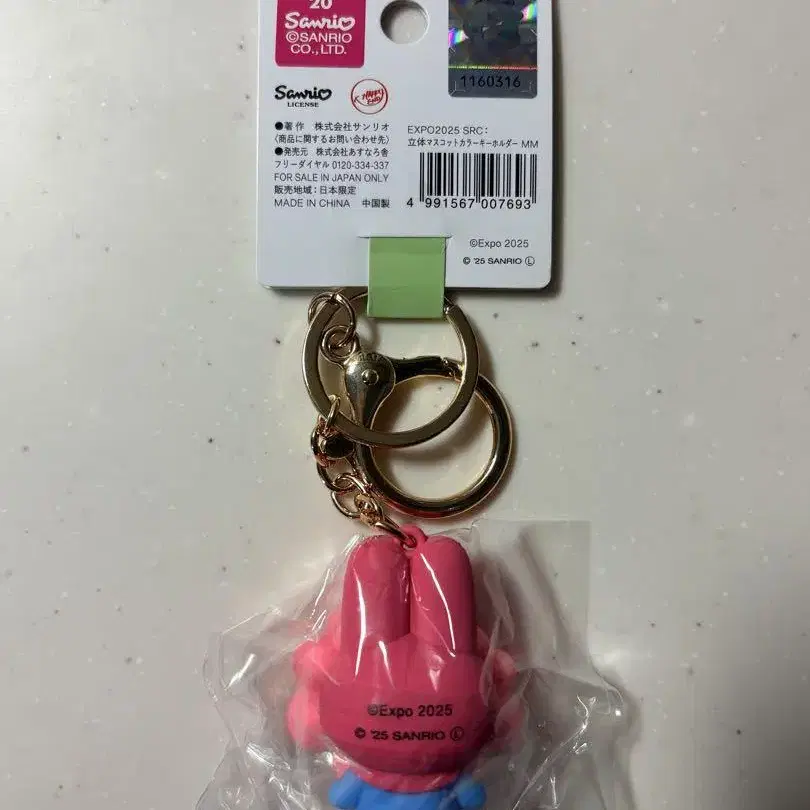 20
Sanrio
©SANRIO
CO.,LTD.
1160316
Sanrio
LICENSE
●著作 株式会社サンリオ
〈商品に関するお問い合わせ先〉
●発売元 株式会社あすなろ舎
フリーダイヤル 0120-334-337
FOR SALE IN JAPAN ONLY
販売地域：日本限定
MADE IN CHINA 中国製
EXPO2025 SRC：
立体マスコットカラーキーホルダー MM
4 991567 007693
©Expo 2025
© '25 SANRIO Ⓛ
©Expo 2025
© '25 SANRIO Ⓛ